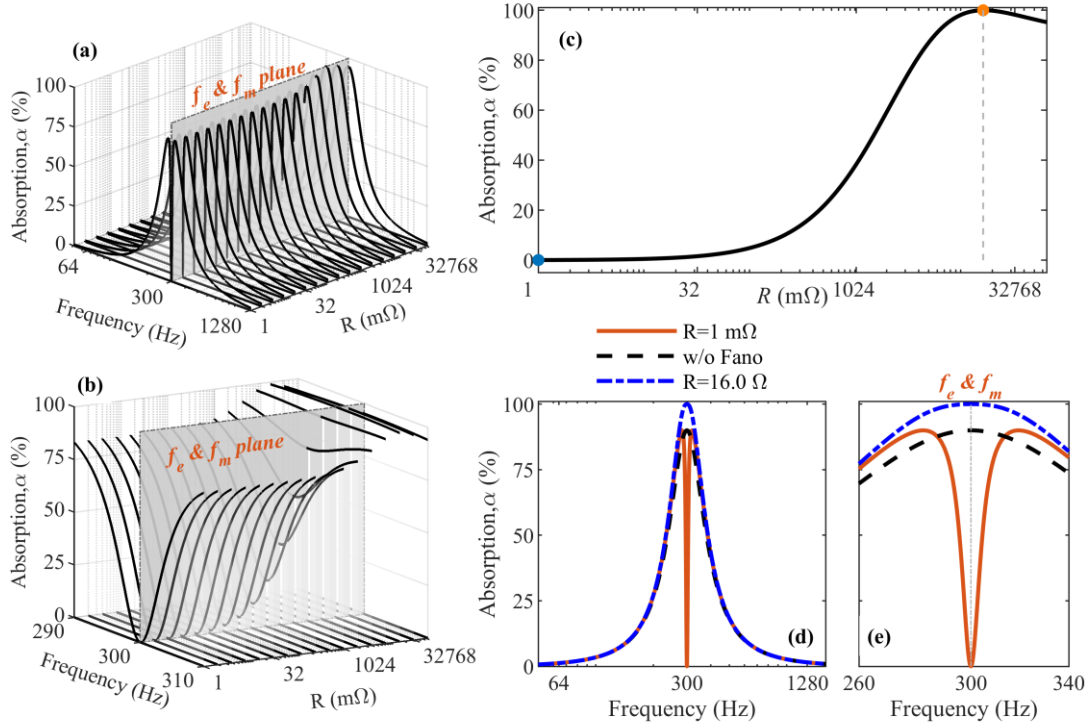 (a)
f_e & f_m plane
Absorption, α (%)
100
75
50
25
0
64
300
1280
Frequency (Hz)
1
32
1024
32768
R (mΩ)
(c)
Absorption, α (%)
100
80
60
40
20
0
1
32
1024
32768
R (mΩ)
(b)
f_e & f_m plane
Absorption, α (%)
100
75
50
25
0
290
300
310
Frequency (Hz)
1
32
1024
32768
R (mΩ)
R=1 mΩ
w/o Fano
R=16.0 Ω
Absorption, α (%)
100
75
50
25
0
(d)
64
300
1280
Frequency (Hz)
f_e & f_m
(e)
260
300
340
Frequency (Hz)